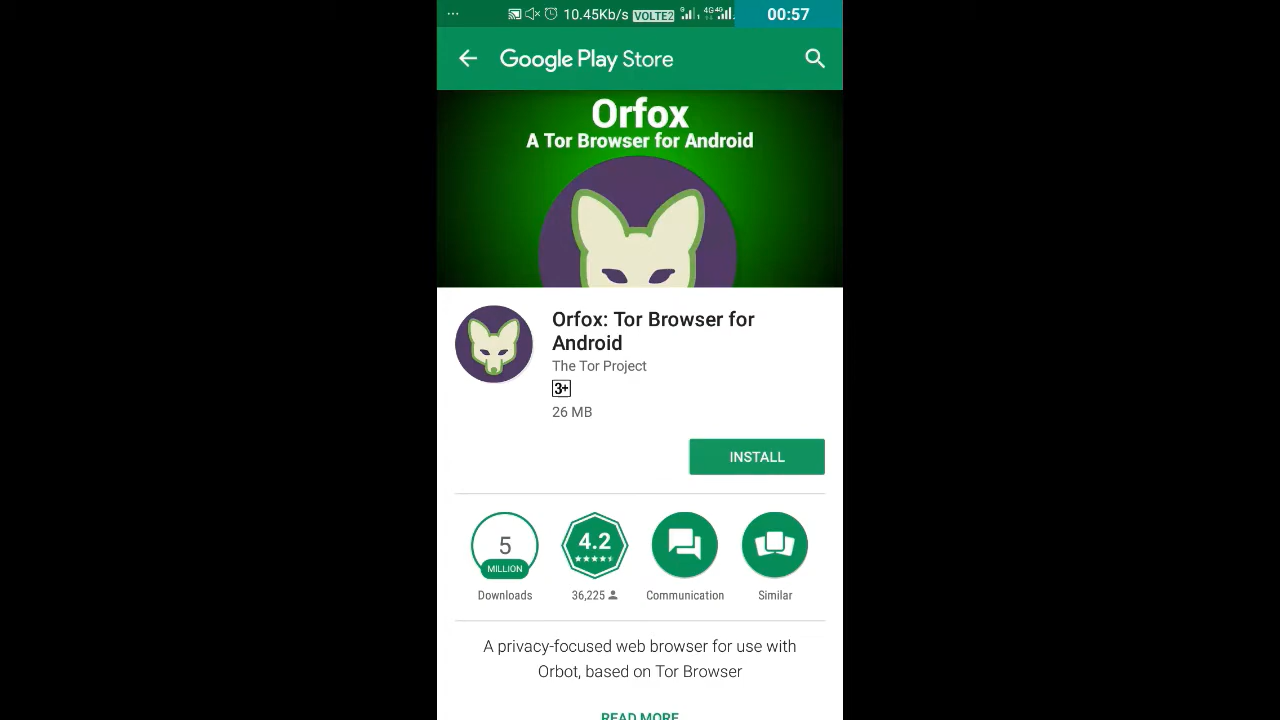 ... 10.45Kb/s VOLTE2 G 1 4G 4G 00:57
Google Play Store
Orfox
A Tor Browser for Android
Orfox: Tor Browser for
Android
The Tor Project
3+
26 MB
INSTALL
5 4.2
MILLION
Downloads 36,225 Communication Similar
A privacy-focused web browser for use with
Orbot, based on Tor Browser
READ MORE